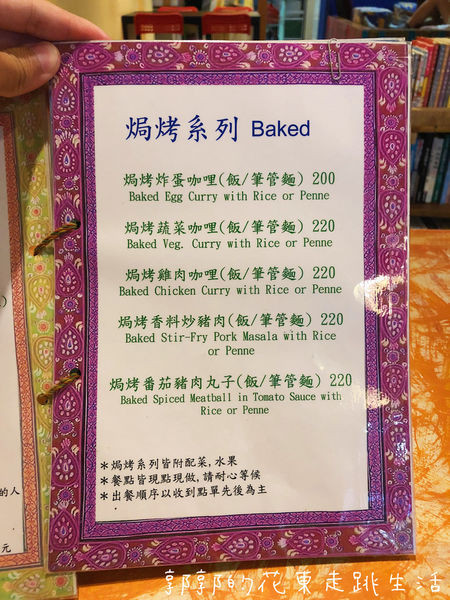 焗烤系列 Baked
焗烤炸蛋咖哩(飯/筆管麵) 200
Baked Egg Curry with Rice or Penne
焗烤蔬菜咖哩(飯/筆管麵) 220
Baked Veg. Curry with Rice or Penne
焗烤雞肉咖哩(飯/筆管麵) 220
Baked Chicken Curry with Rice or Penne
焗烤香料炒豬肉(飯/筆管麵) 220
Baked Stir-Fry Pork Masala with Rice
or Penne
焗烤番茄豬肉丸子(飯/筆管麵) 220
Baked Spiced Meatball in Tomato Sauce with
Rice or Penne
*焗烤系列皆附配菜,水果
*餐點皆現點現做,請耐心等候
*出餐順序以收到點單先後為主
的人
元
郭郭的花東走跳生活